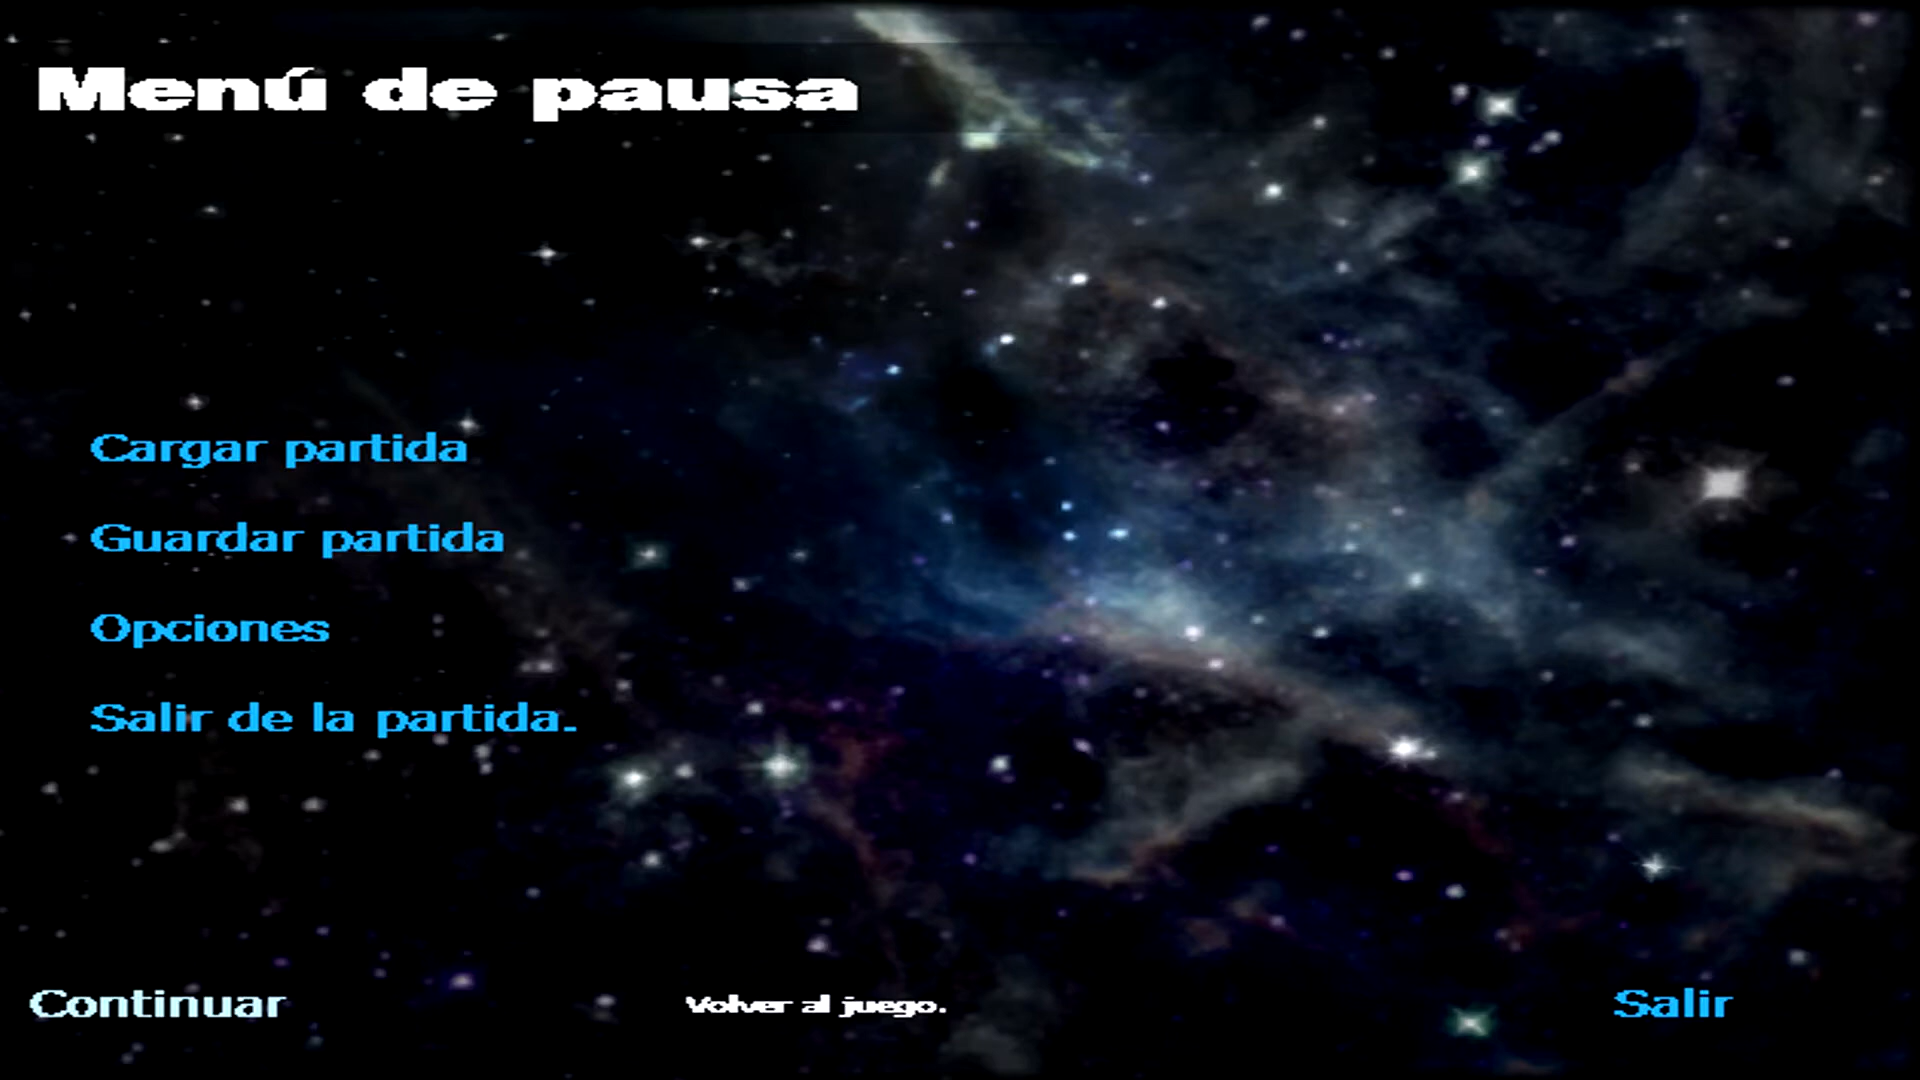 Menú de pausa
Cargar partida
Guardar partida
Opciones
Salir de la partida.
Continuar
Volver al juego.
Salir